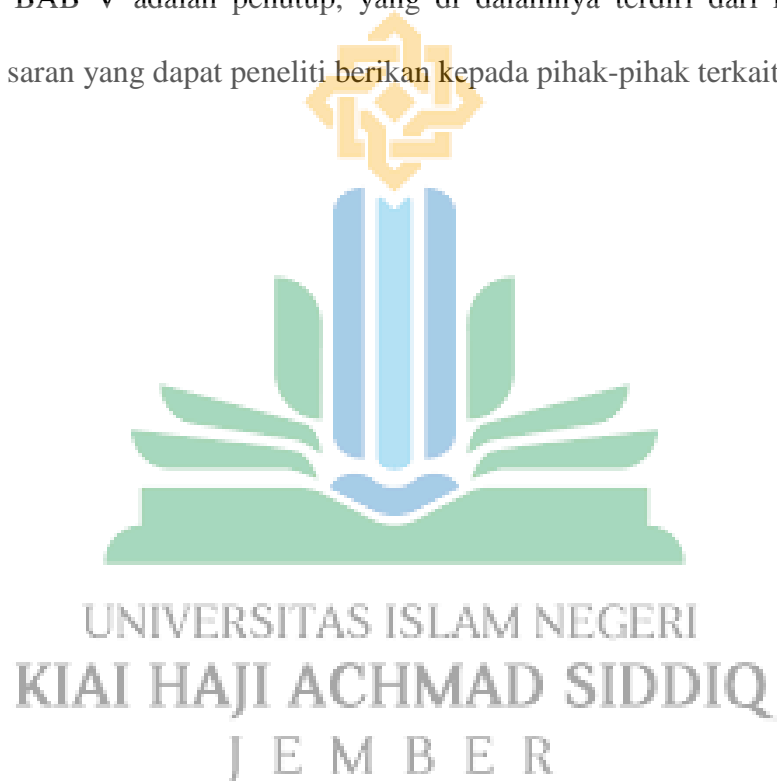 BAB V adalah penutup, yang di dalamnya terdiri dari
saran yang dapat peneliti berikan kepada pihak-pihak terkait
UNIVERSITAS ISLAM NEGERI
KIAI HAJI ACHMAD SIDDIQ
J E M B E R